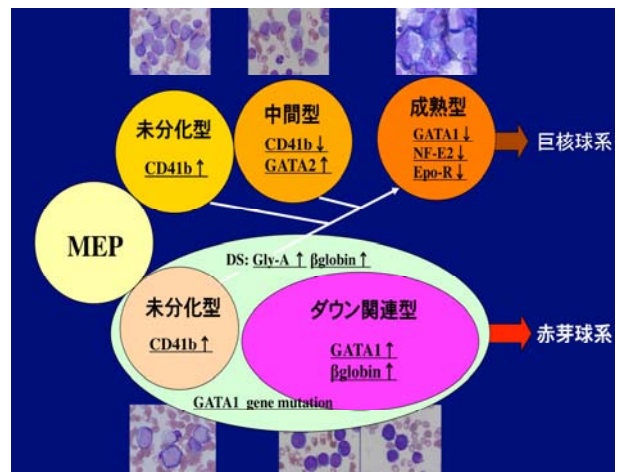 未分化型
CD41b↑
中間型
CD41b↓
GATA2↑
成熟型
GATA1↓
NF-E2↓
Epo-R↓
巨核球系
MEP
DS: Gly-A ↑ βglobin↑
未分化型
CD41b↑
ダウン関連型
GATA1↑
βglobin↑
赤芽球系
GATA1 gene mutation